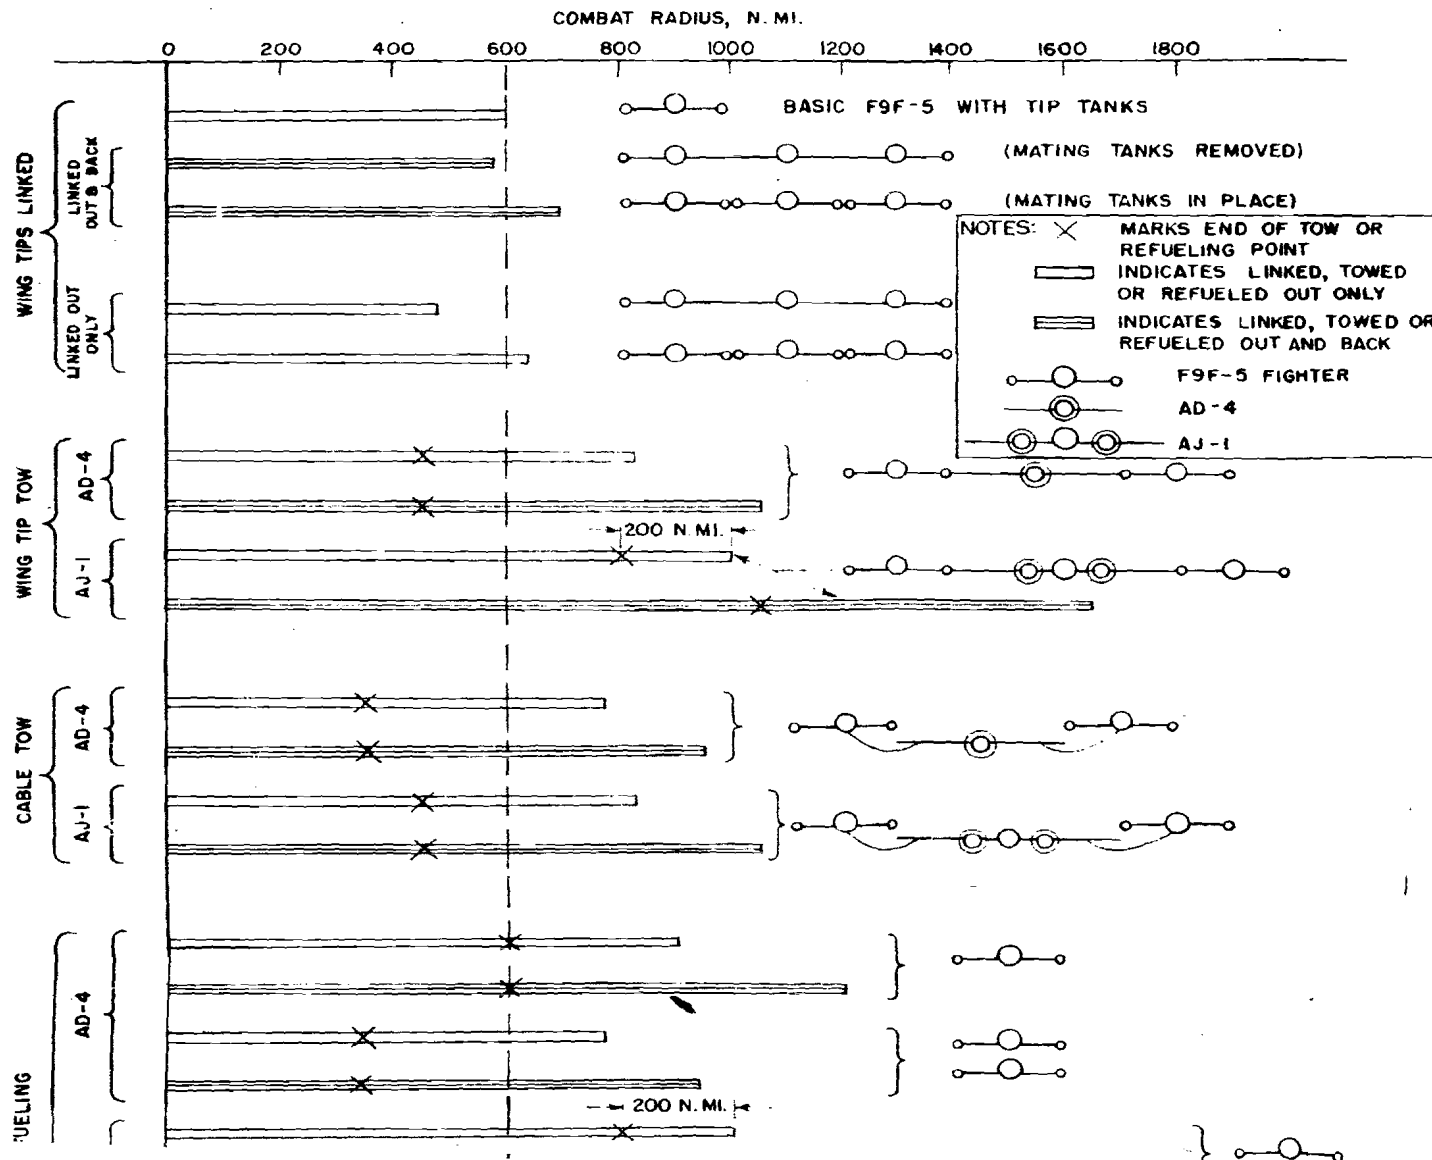 COMBAT RADIUS, N.MI.
0 200 400 600 800 1000 1200 1400 1600 1800
WING TIPS LINKED
LINKED
OUT & BACK
LINKED OUT
ONLY
BASIC F9F-5 WITH TIP TANKS
(MATING TANKS REMOVED)
(MATING TANKS IN PLACE)
NOTES: X MARKS END OF TOW OR
REFUELING POINT
INDICATES LINKED, TOWED
OR REFUELED OUT ONLY
INDICATES LINKED, TOWED OR
REFUELED OUT AND BACK
F9F-5 FIGHTER
AD-4
AJ-1
WING TIP TOW
AD-4
AJ-1
200 N.MI.
CABLE TOW
AD-4
AJ-1
FUELING
AD-4
200 N.MI.